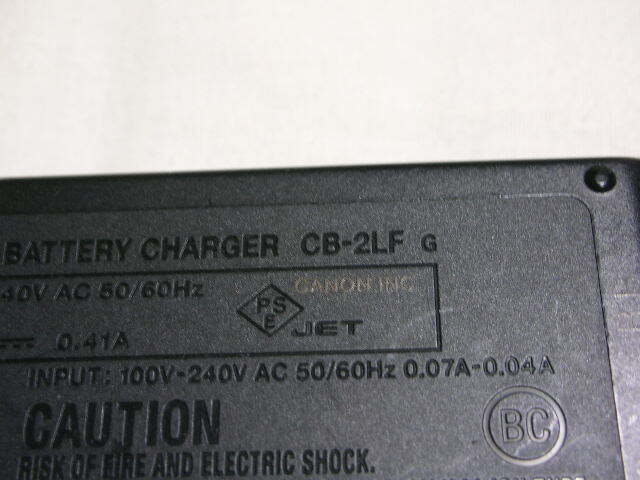 BATTERY CHARGER CB-2LF G
40V AC 50/60Hz
CANON INC
PSE JET
0.41A
INPUT: 100V-240V AC 50/60Hz 0.07A-0.04A
CAUTION
BC
RISK OF FIRE AND ELECTRIC SHOCK.